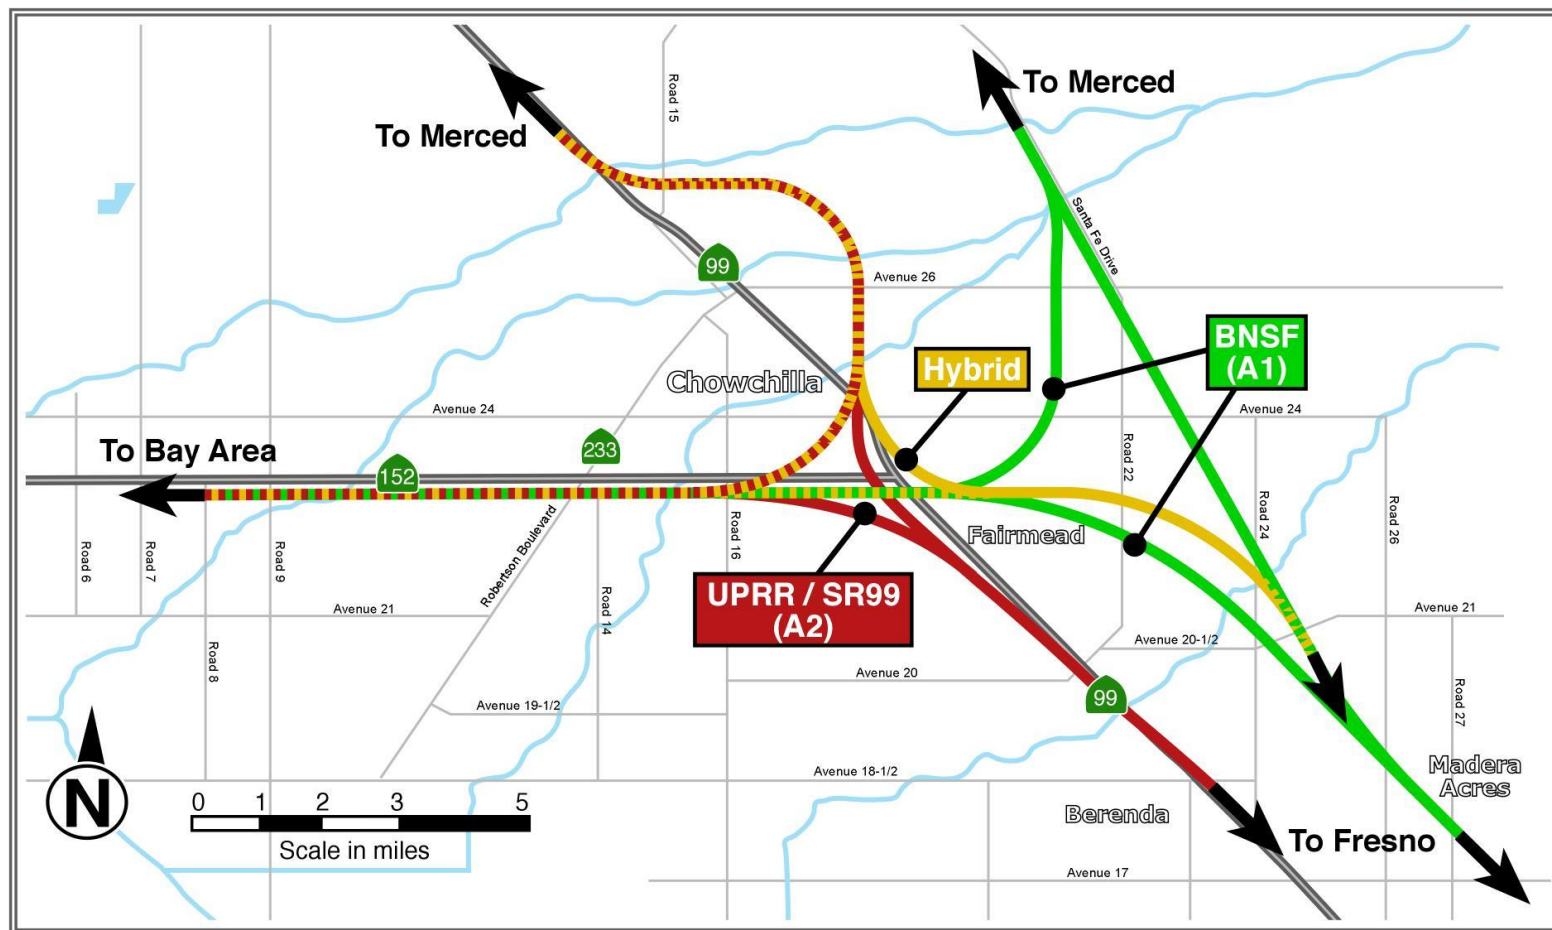 To Merced
To Merced
Road 15
Santa Fe Drive
99
Avenue 26
BNSF
(A1)
Hybrid
Chowchilla
Avenue 24
Avenue 24
To Bay Area
233
152
Road 22
Road 24
Road 26
Fairmead
Road 6
Road 7
Road 9
Robertson Boulevard
Road 16
UPRR / SR99
(A2)
Avenue 21
Road 14
Avenue 21
Avenue 20-1/2
Road 8
Avenue 20
99
Road 27
Avenue 19-1/2
Avenue 18-1/2
Madera
Acres
N
0 1 2 3 5
Scale in miles
Berenda
To Fresno
Avenue 17